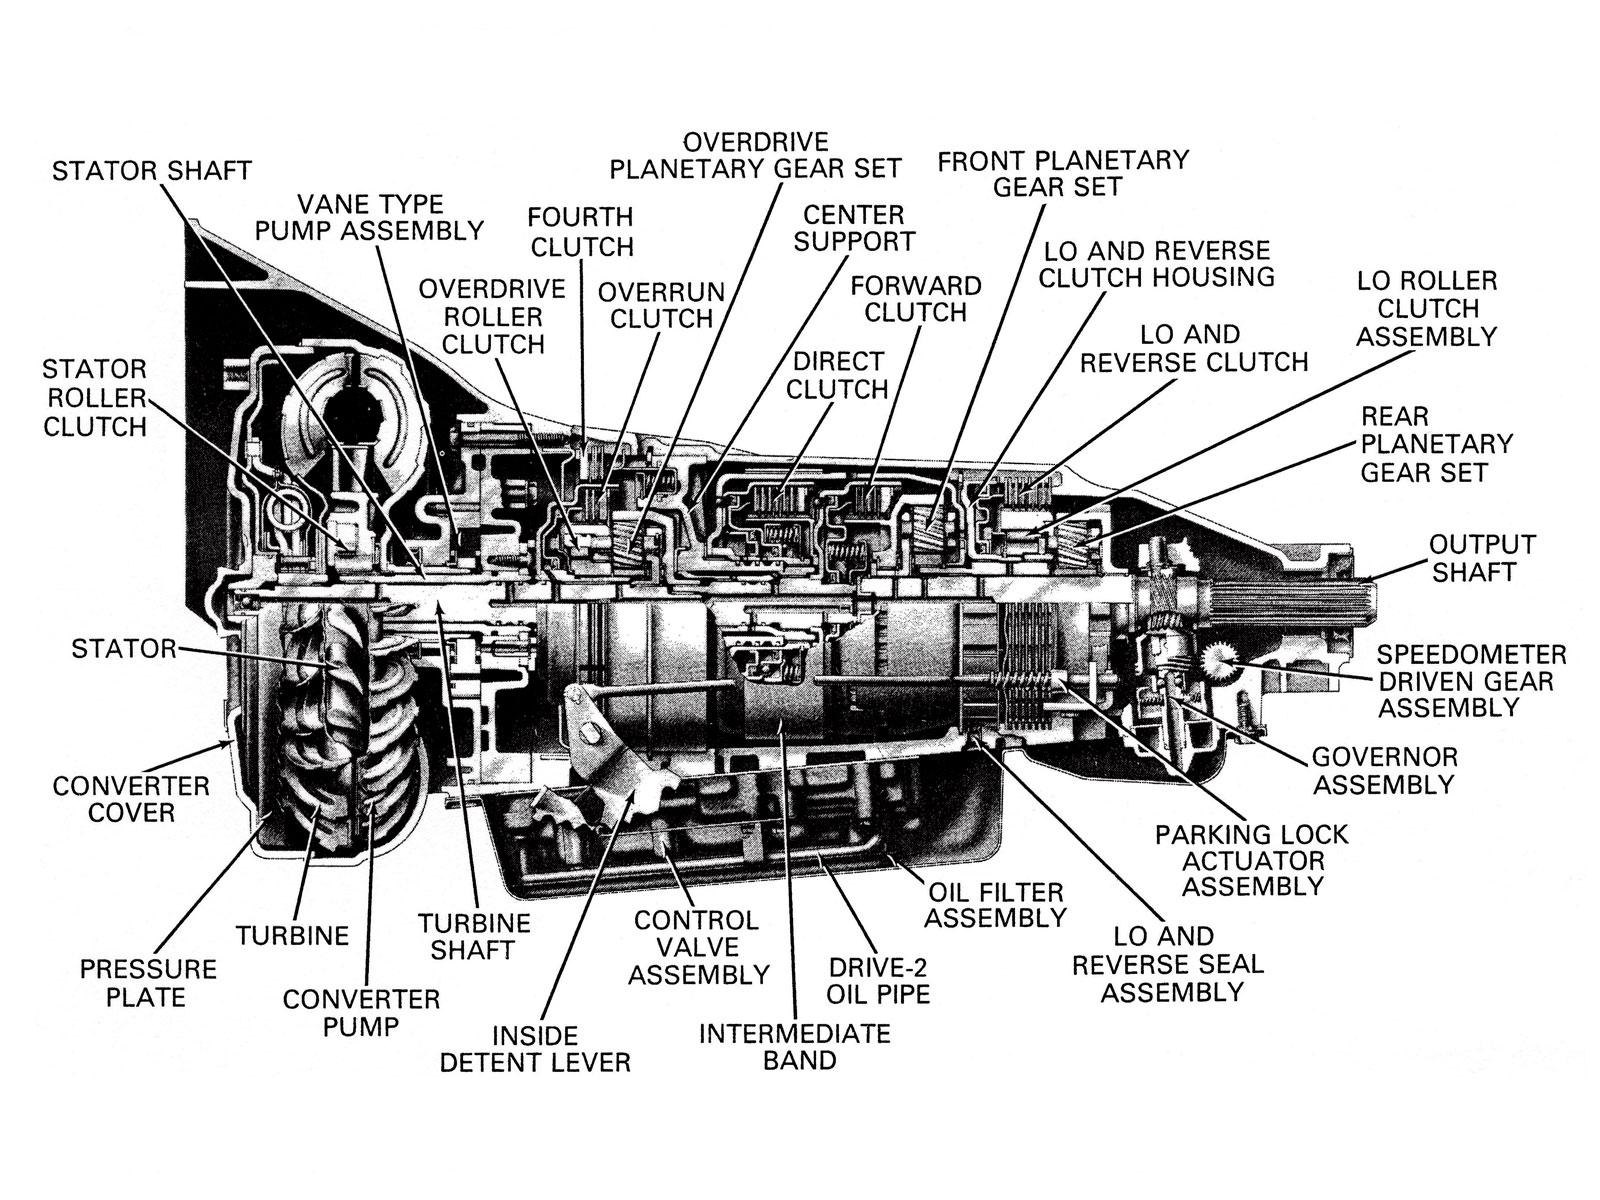 OVERDRIVE
PLANETARY GEAR SET
STATOR SHAFT
FRONT PLANETARY
GEAR SET
VANE TYPE
PUMP ASSEMBLY
FOURTH
CLUTCH
CENTER
SUPPORT
LO AND REVERSE
CLUTCH HOUSING
OVERDRIVE
ROLLER
CLUTCH
OVERRUN
CLUTCH
FORWARD
CLUTCH
LO ROLLER
CLUTCH
ASSEMBLY
LO AND
REVERSE CLUTCH
DIRECT
CLUTCH
STATOR
ROLLER
CLUTCH
REAR
PLANETARY
GEAR SET
OUTPUT
SHAFT
STATOR
SPEEDOMETER
DRIVEN GEAR
ASSEMBLY
GOVERNOR
ASSEMBLY
CONVERTER
COVER
PARKING LOCK
ACTUATOR
ASSEMBLY
OIL FILTER
ASSEMBLY
TURBINE
TURBINE
SHAFT
CONTROL
VALVE
ASSEMBLY
LO AND
REVERSE SEAL
ASSEMBLY
PRESSURE
PLATE
DRIVE-2
OIL PIPE
CONVERTER
PUMP
INSIDE
DETENT LEVER
INTERMEDIATE
BAND